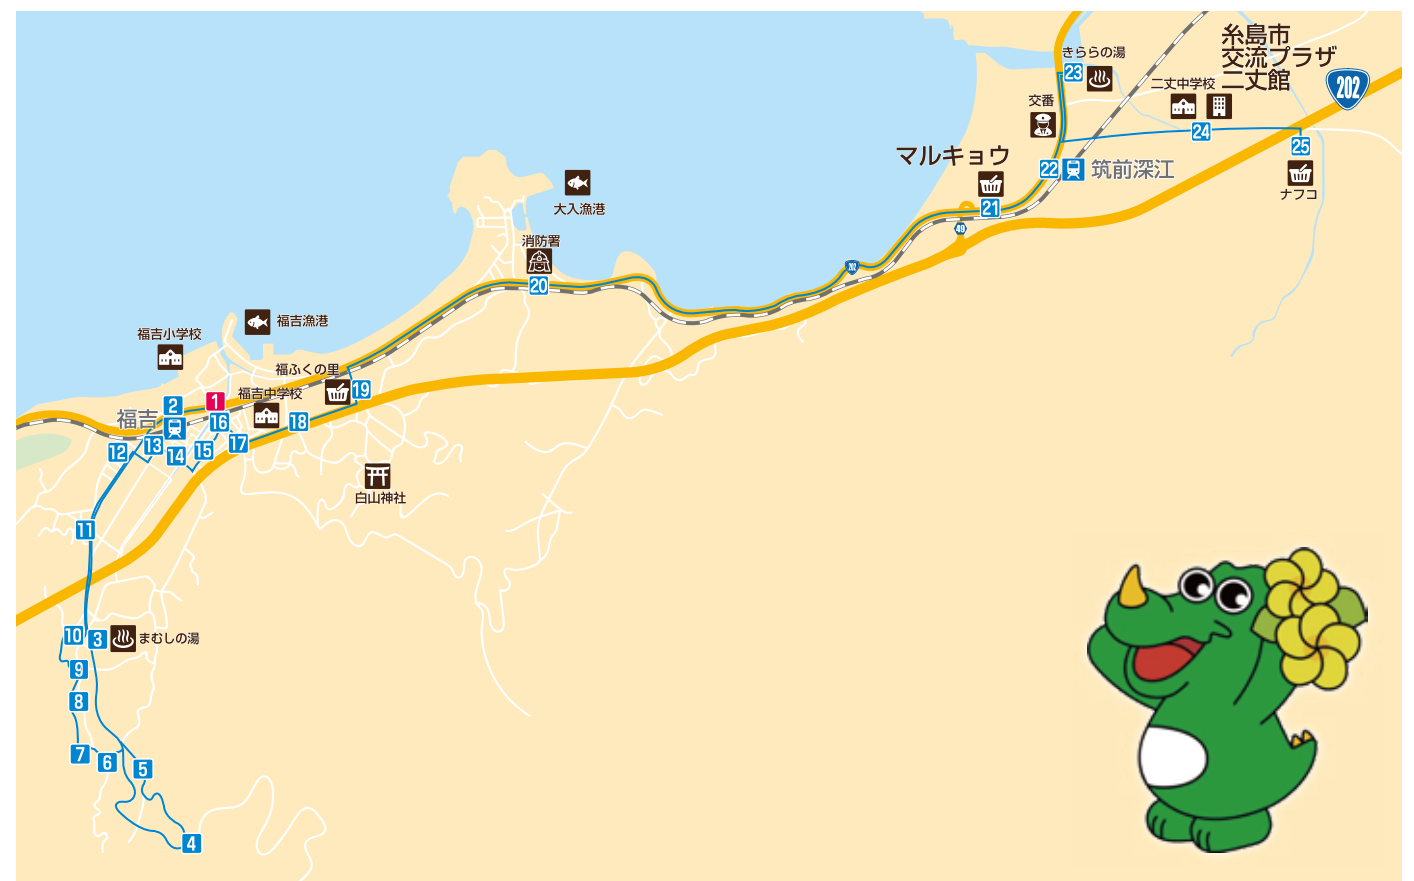 糸島市
交流プラザ
二丈館
202
きららの湯
23
二丈中学校
交番
24
25
マルキョウ
22
筑前深江
ナフコ
21
大入漁港
49
消防署
202
20
福吉漁港
福吉小学校
福ふくの里
19
福吉中学校
1
2
福吉
16
18
17
13
12
15
14
白山神社
11
10
3
まむしの湯
9
8
7
6
5
4